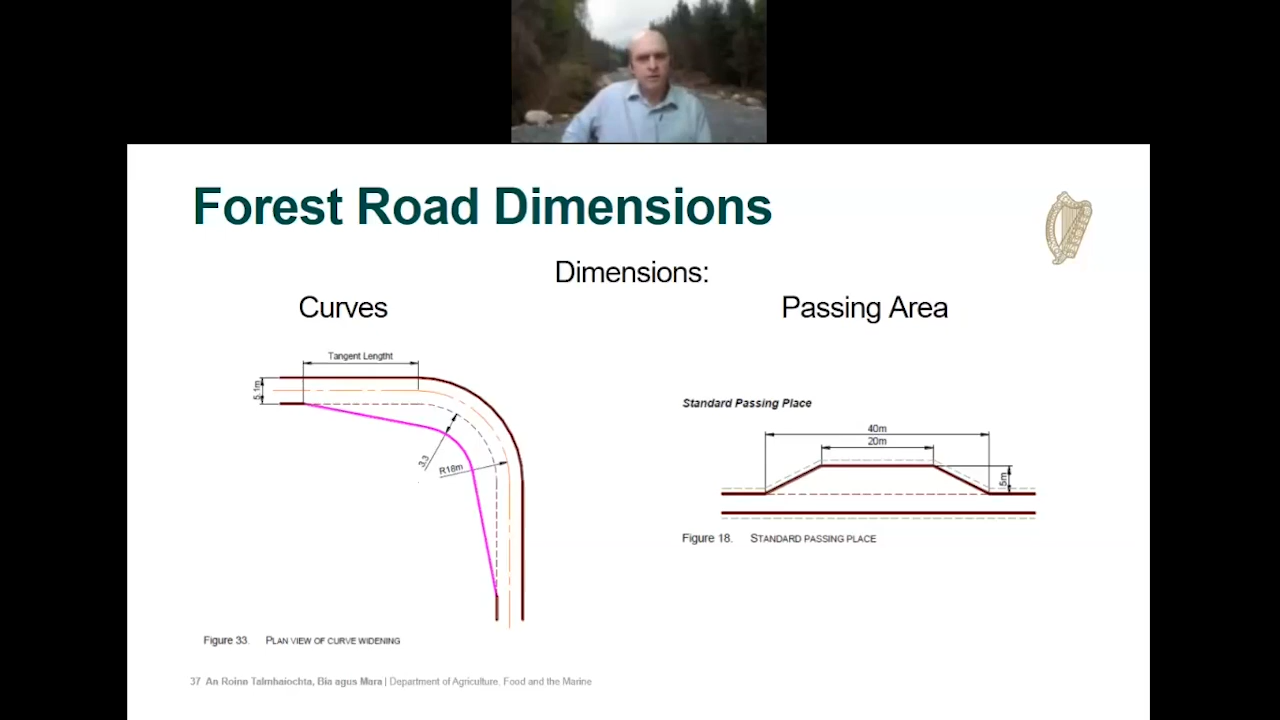 Forest Road Dimensions
Dimensions:
Curves
Passing Area
Tangent Lenght
5.1m
3.3
R18m
Figure 33. PLAN VIEW OF CURVE WIDENING
Standard Passing Place
40m
20m
5m
Figure 18. STANDARD PASSING PLACE
37 An Roinn Talmhaíochta, Bia agus Mara | Department of Agriculture, Food and the Marine